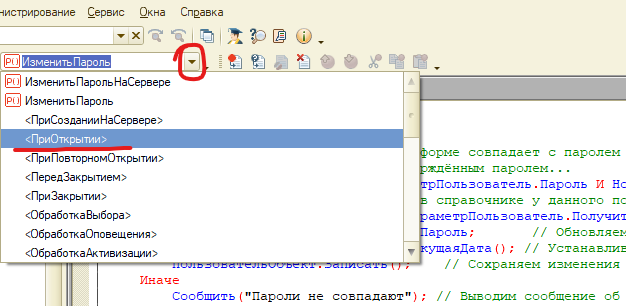 нистрирование Сервис Окна Справка
P() ИзменитьПароль
P() ИзменитьПарольНаСервере
P() ИзменитьПароль
<ПриСозданииНаСервере>
<ПриОткрытии>
форме совпадает с паролем
<ПриПовторномОткрытии>
рждённым паролем...
<ПередЗакрытием>
трПользователь.Пароль И Но
<ПриЗакрытии>
в справочнике у данного по
<ОбработкаВыбора>
раметрПользователь.Получит
<ОбработкаОповещения>
Пароль; // Обновляем
<ОбработкаАктивизации>
кущаяДата(); // Устанавлив
ПользовательОбъект.Записать(); // Сохраняем изменения
Иначе
Сообщить("Пароли не совпадают"); // Выводим сообщение об